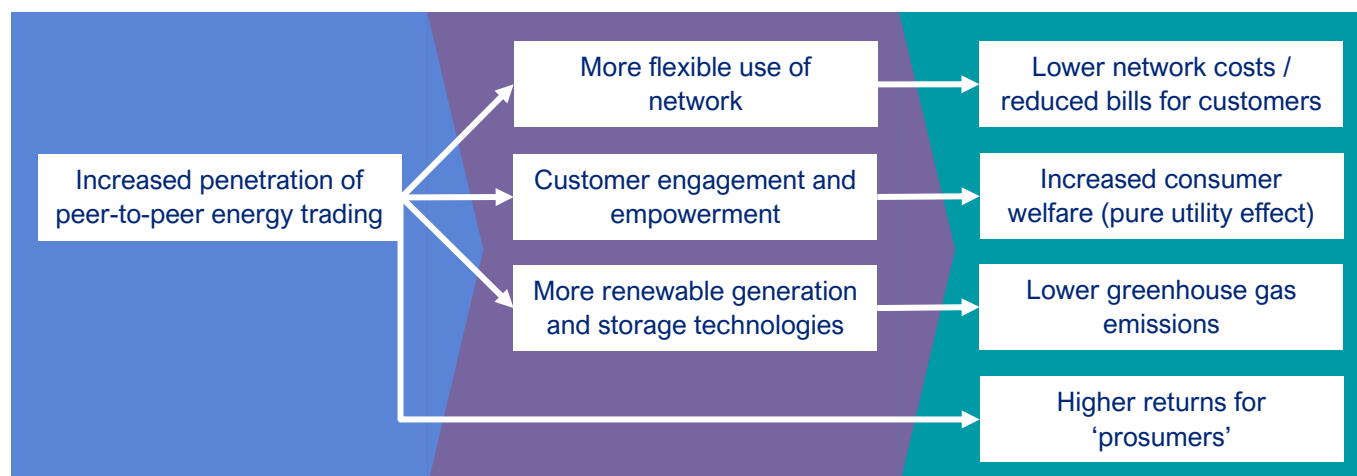 Increased penetration of
peer-to-peer energy trading
More flexible use of
network
Customer engagement and
empowerment
More renewable generation
and storage technologies
Lower network costs /
reduced bills for customers
Increased consumer
welfare (pure utility effect)
Lower greenhouse gas
emissions
Higher returns for
‘prosumers’